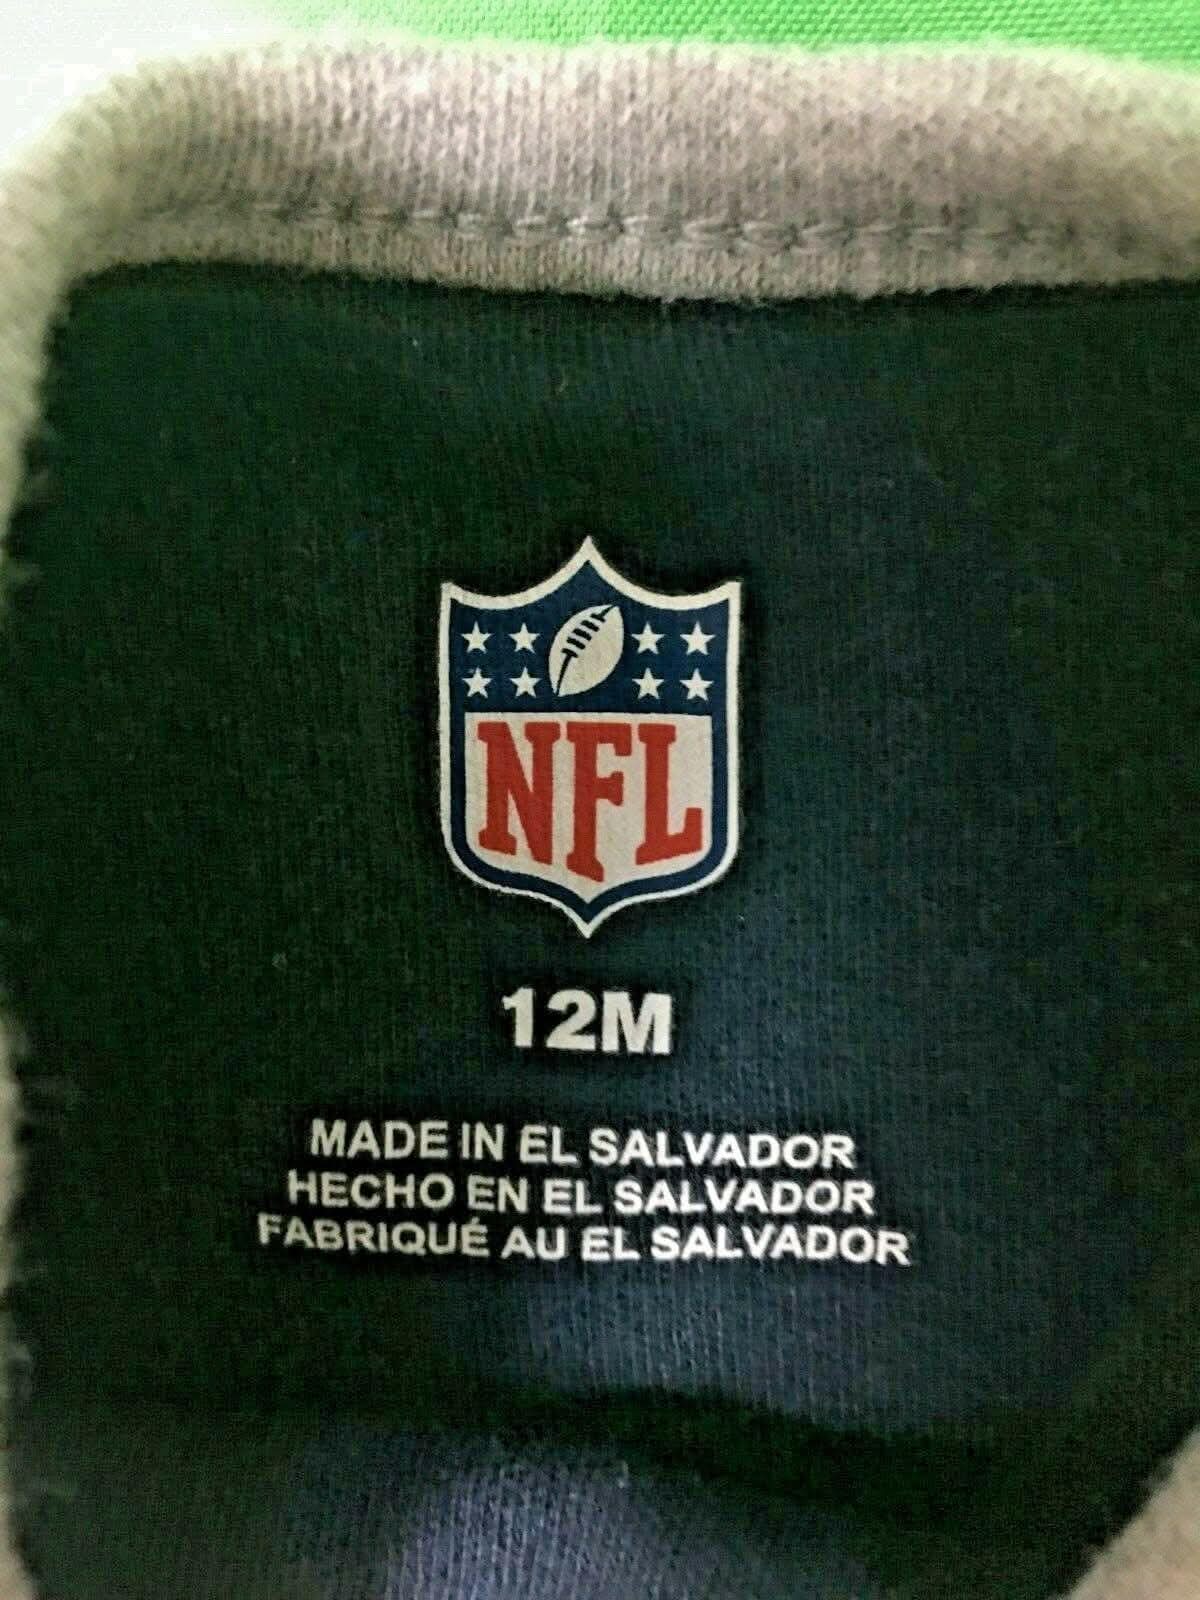 NFL
12M
MADE IN EL SALVADOR
HECHO EN EL SALVADOR
FABRIQUÉ AU EL SALVADOR